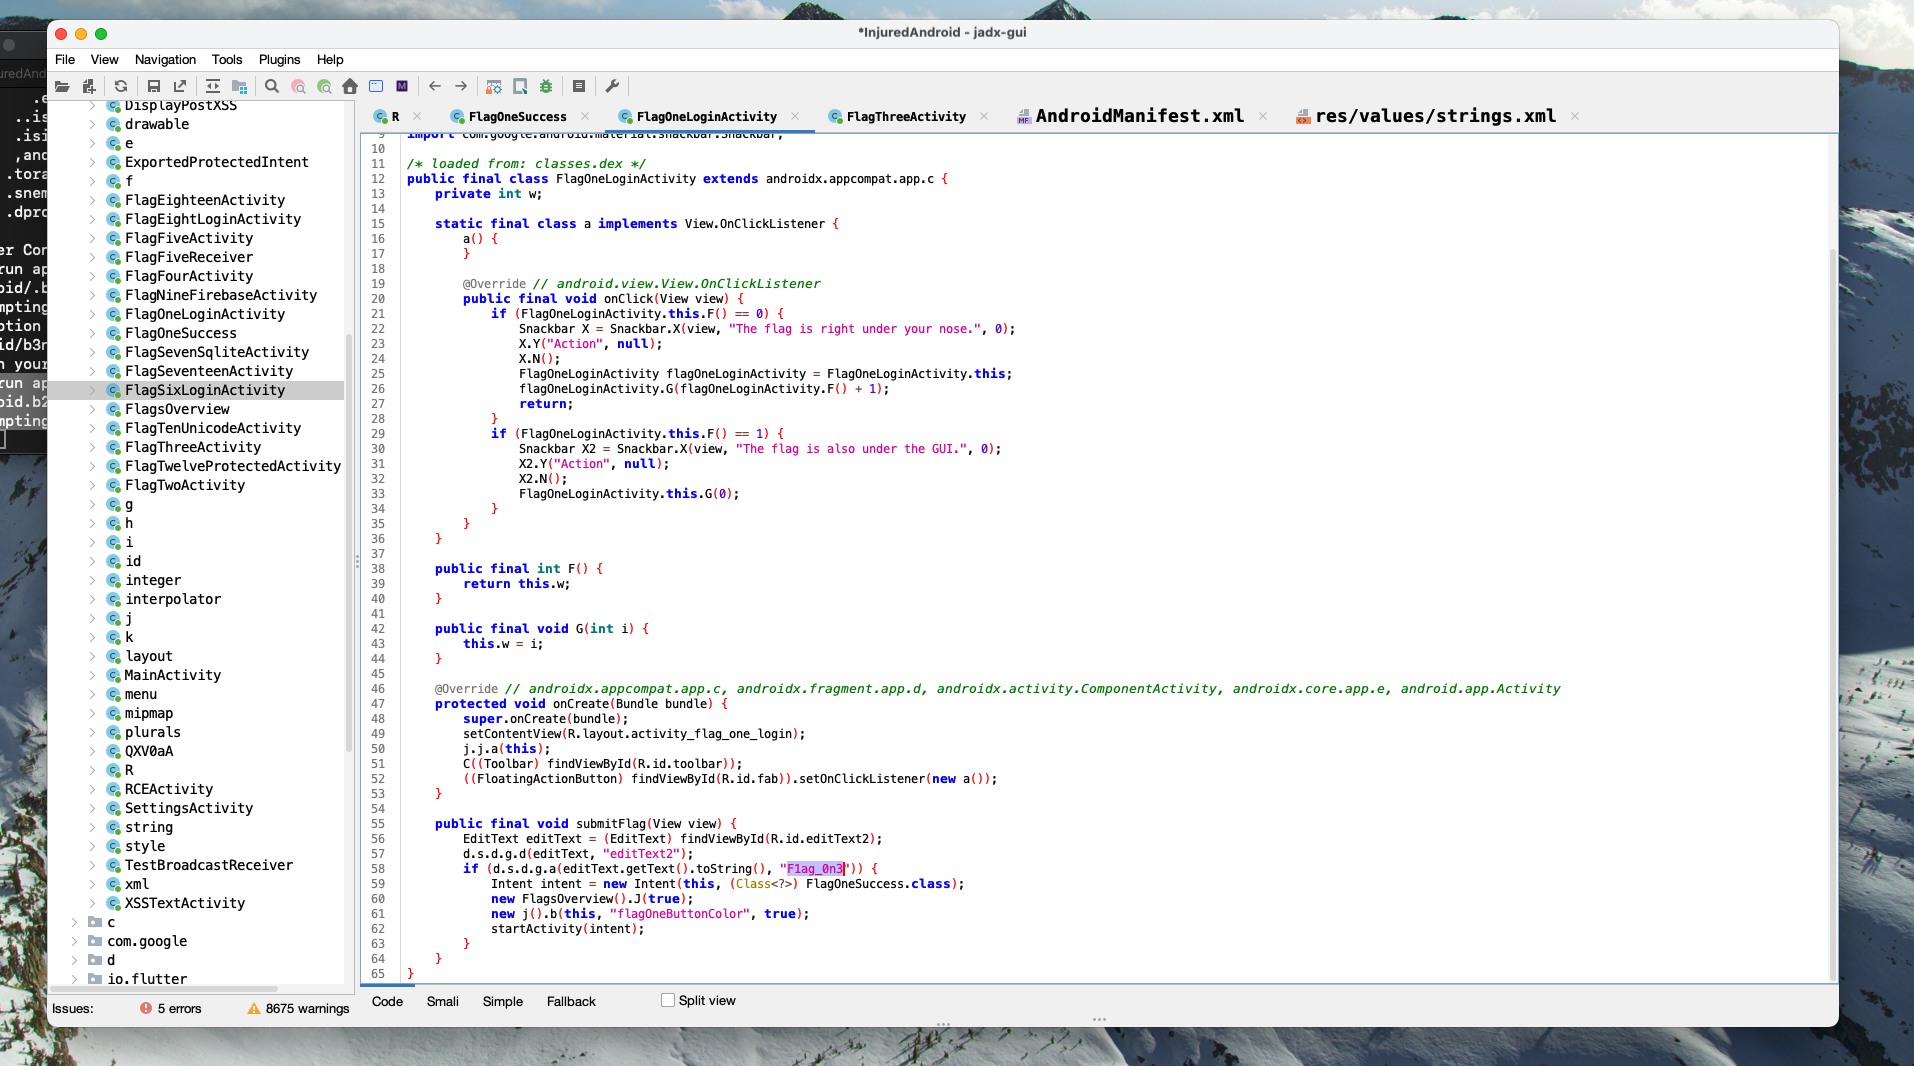 *InjuredAndroid - jadx-gui
File View Navigation Tools Plugins Help
R
FlagOneSuccess
FlagOneLoginActivity
FlagThreeActivity
AndroidManifest.xml
res/values/strings.xml
DisplayPostXSS
drawable
e
ExportedProtectedIntent
f
FlagEighteenActivity
FlagEightLoginActivity
FlagFiveActivity
FlagFiveReceiver
FlagFourActivity
FlagNineFirebaseActivity
FlagOneLoginActivity
FlagOneSuccess
FlagSevenSqliteActivity
FlagSeventeenActivity
FlagSixLoginActivity
FlagsOverview
FlagTenUnicodeActivity
FlagThreeActivity
FlagTwelveProtectedActivity
FlagTwoActivity
g
h
i
id
integer
interpolator
j
k
layout
MainActivity
menu
mipmap
plurals
QXV0aA
R
RCEActivity
SettingsActivity
string
style
TestBroadcastReceiver
xml
XSSTextActivity
c
com.google
d
io.flutter
9 import com.google.android.material.snackbar.Snackbar;
10
11 /* loaded from: classes.dex */
12 public final class FlagOneLoginActivity extends androidx.appcompat.app.c {
13 private int w;
14
15 static final class a implements View.OnClickListener {
16 a() {
17 }
18
19 @Override // android.view.View.OnClickListener
20 public final void onClick(View view) {
21 if (FlagOneLoginActivity.this.F() == 0) {
22 Snackbar X = Snackbar.X(view, "The flag is right under your nose.", 0);
23 X.Y("Action", null);
24 X.N();
25 FlagOneLoginActivity flagOneLoginActivity = FlagOneLoginActivity.this;
26 flagOneLoginActivity.G(flagOneLoginActivity.F() + 1);
27 return;
28 }
29 if (FlagOneLoginActivity.this.F() == 1) {
30 Snackbar X2 = Snackbar.X(view, "The flag is also under the GUI.", 0);
31 X2.Y("Action", null);
32 X2.N();
33 FlagOneLoginActivity.this.G(0);
34 }
35 }
36 }
37
38 public final int F() {
39 return this.w;
40 }
41
42 public final void G(int i) {
43 this.w = i;
44 }
45
46 @Override // androidx.appcompat.app.c, androidx.fragment.app.d, androidx.activity.ComponentActivity, androidx.core.app.e, android.app.Activity
47 protected void onCreate(Bundle bundle) {
48 super.onCreate(bundle);
49 setContentView(R.layout.activity_flag_one_login);
50 j.j.a(this);
51 C((Toolbar) findViewById(R.id.toolbar));
52 ((FloatingActionButton) findViewById(R.id.fab)).setOnClickListener(new a());
53 }
54
55 public final void submitFlag(View view) {
56 EditText editText = (EditText) findViewById(R.id.editText2);
57 d.s.d.g.d(editText, "editText2");
58 if (d.s.d.g.a(editText.getText().toString(), "F1ag_0n3")) {
59 Intent intent = new Intent(this, (Class<?>) FlagOneSuccess.class);
60 new FlagsOverview().J(true);
61 new j().b(this, "flagOneButtonColor", true);
62 startActivity(intent);
63 }
64 }
65 }
Code Smali Simple Fallback Split view
Issues: 5 errors 8675 warnings